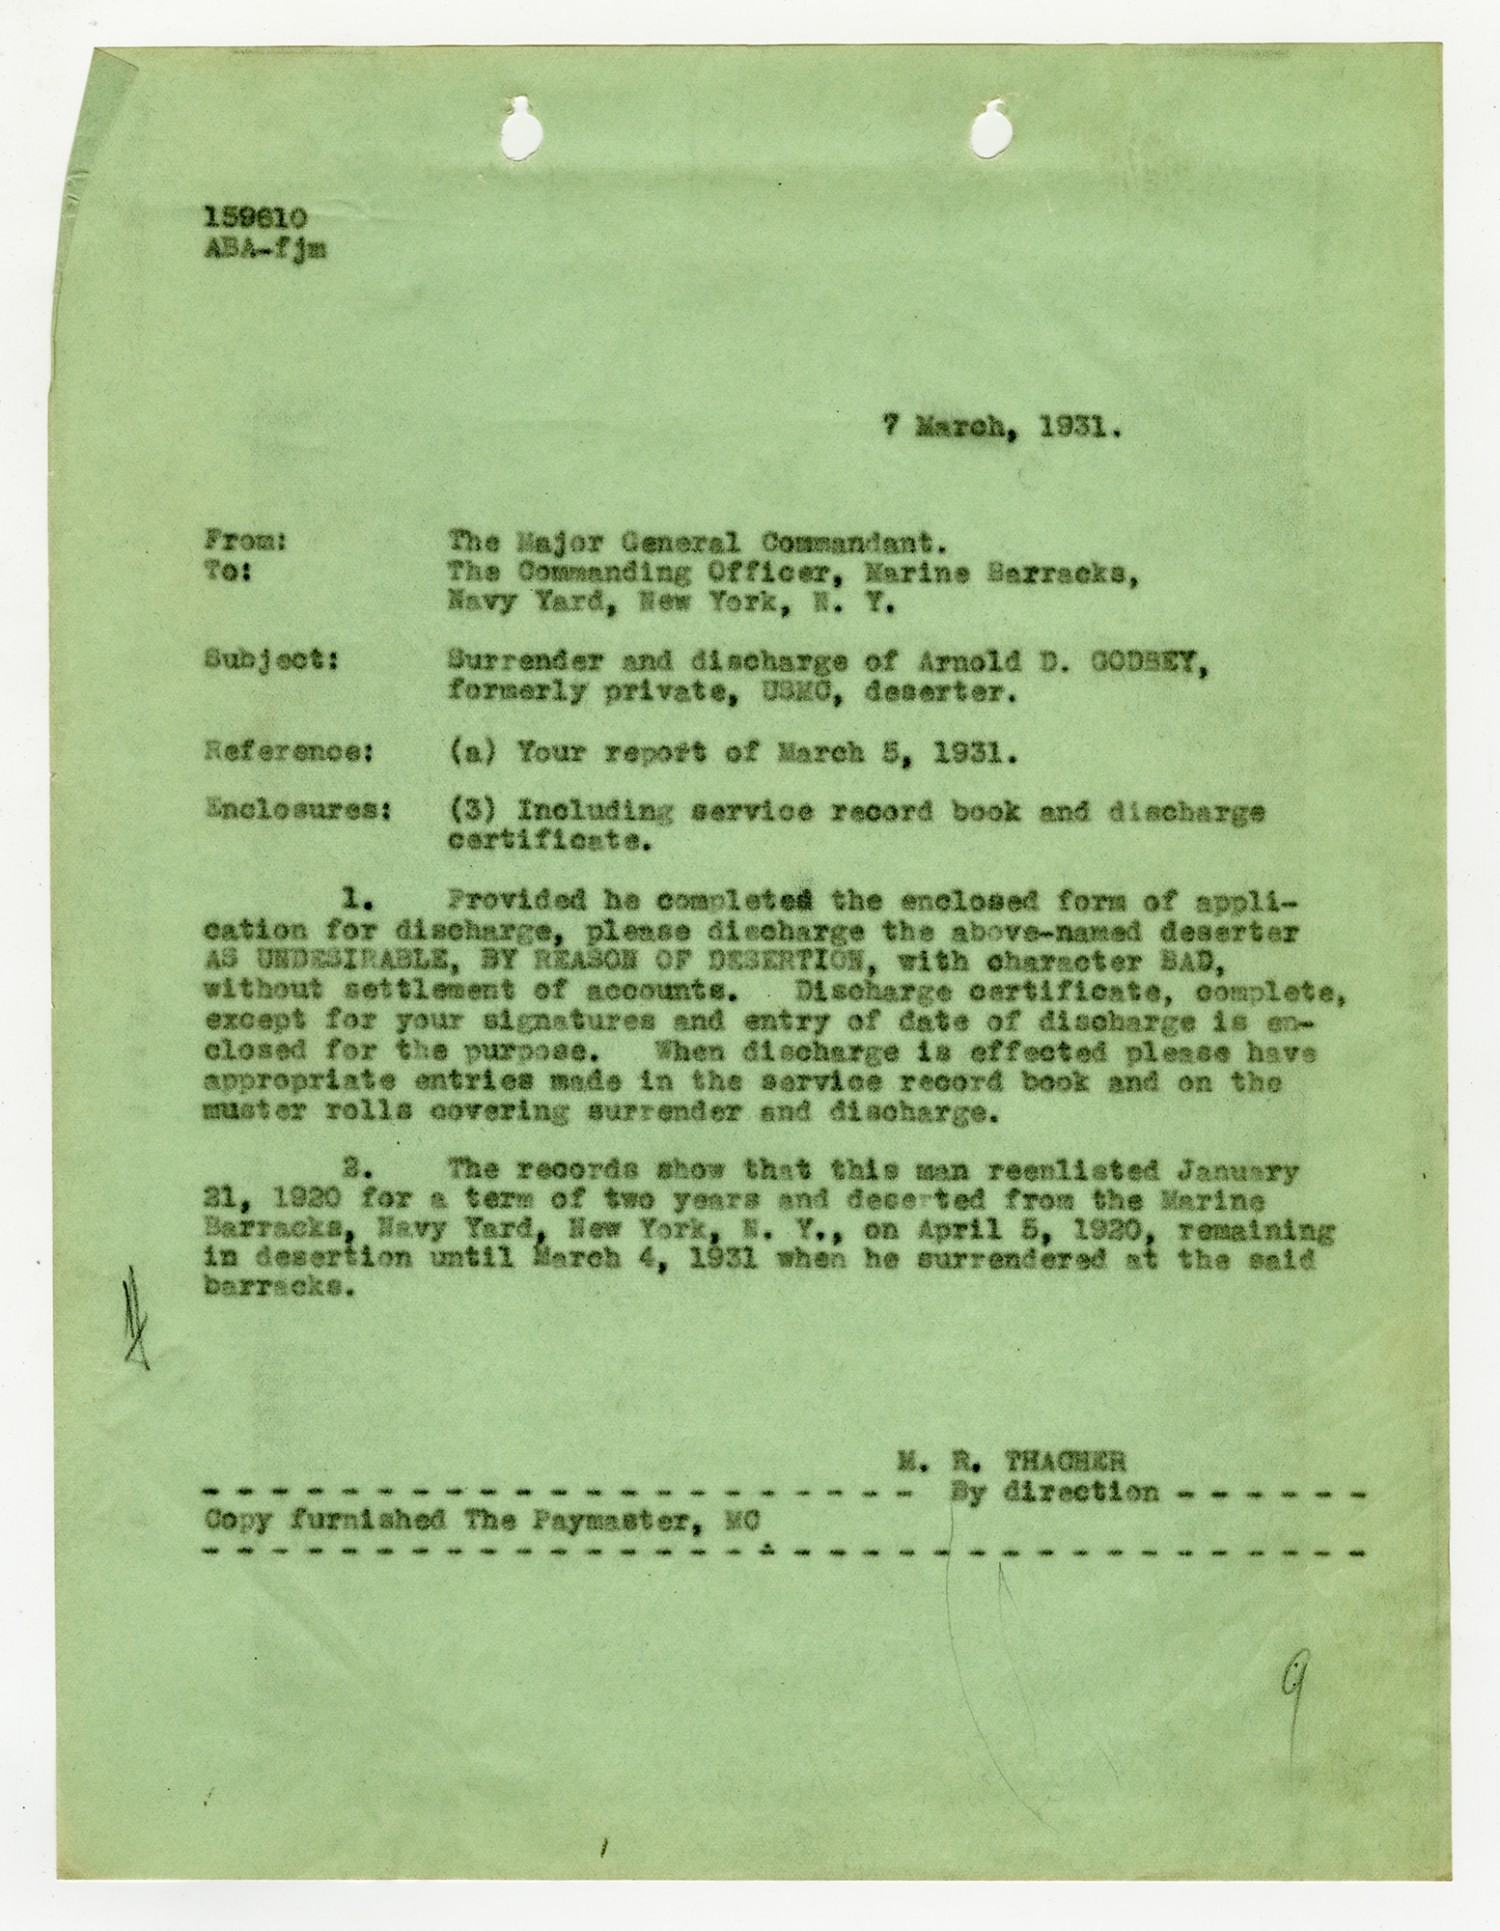 159610
ABA-fjm
7 March, 1931.
From: The Major General Commandant.
To: The Commanding Officer, Marine Barracks,
Navy Yard, New York, N. Y.
Subject: Surrender and discharge of Arnold D. GODBEY,
formerly private, USMC, deserter.
Reference: (a) Your report of March 5, 1931.
Enclosures: (3) Including service record book and discharge
certificate.
1. Provided he completed the enclosed form of appli-
cation for discharge, please discharge the above-named deserter
AS UNDESIRABLE, BY REASON OF DESERTION, with character BAD,
without settlement of accounts. Discharge certificate, complete,
except for your signatures and entry of date of discharge is en-
closed for the purpose. When discharge is effected please have
appropriate entries made in the service record book and on the
muster rolls covering surrender and discharge.
2. The records show that this man reenlisted January
21, 1920 for a term of two years and deserted from the Marine
Barracks, Navy Yard, New York, N. Y., on April 5, 1920, remaining
in desertion until March 4, 1931 when he surrendered at the said
barracks.
M. R. THACHER
- - - - - - - - - - - - - - - - - - - - - By direction - - - - - -
Copy furnished The Paymaster, MC
- - - - - - - - - - - - - - - - - - - - - - - - - - - - - - - - - -
9